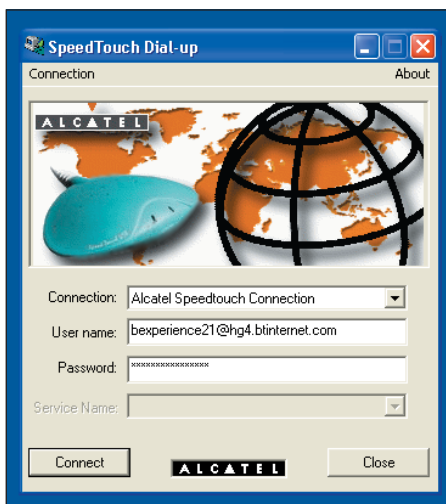 SpeedTouch Dial-up
Connection About
ALCATEL
Connection: Alcatel Speedtouch Connection
User name: bexperience21@hg4.btinternet.com
Password: ****************
Service Name:
Connect ALCATEL Close